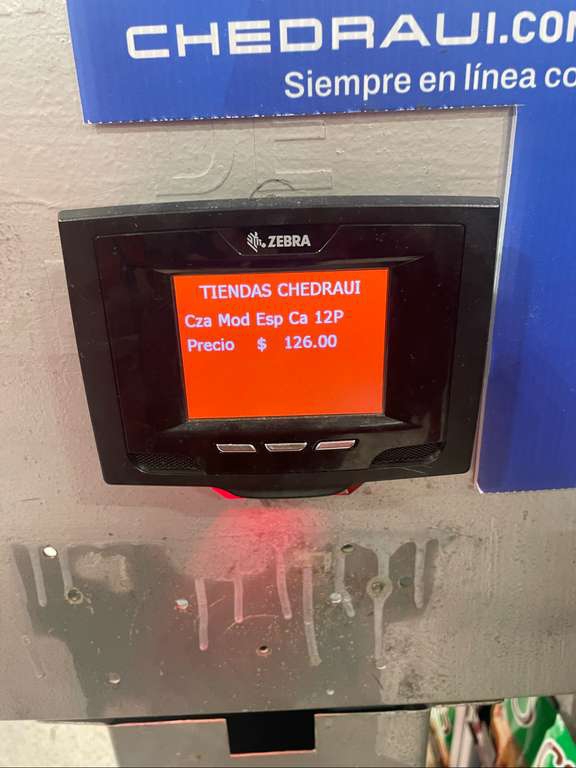 CHEDRAUI.CO
Siempre en línea co
ZEBRA
TIENDAS CHEDRAUI
Cza Mod Esp Ca 12P
Precio $ 126.00